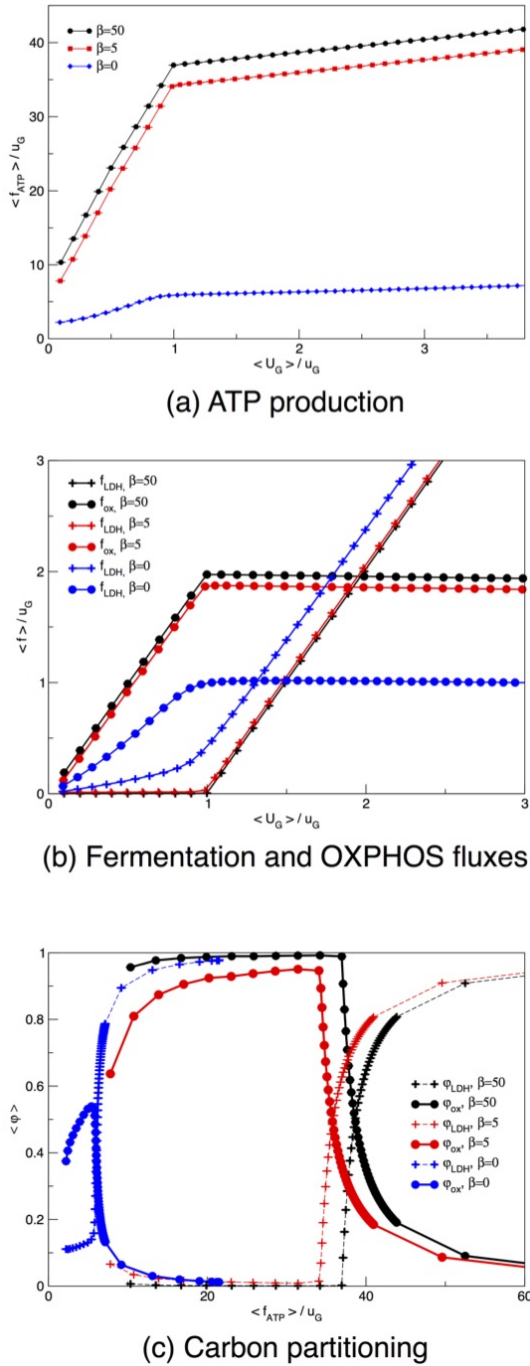 β=50
β=5
β=0
40
30
20
10
0
< f_ATP > / u_G
0 1 2 3
< U_G > / u_G
(a) ATP production
3
2
1
0
< f > / u_G
f_LDH, β=50
f_ox, β=50
f_LDH, β=5
f_ox, β=5
f_LDH, β=0
f_LDH, β=0
0 1 2 3
< U_G > / u_G
(b) Fermentation and OXPHOS fluxes
1
0.8
0.6
0.4
0.2
0
< φ >
φ_LDH, β=50
φ_ox, β=50
φ_LDH, β=5
φ_ox, β=5
φ_LDH, β=0
φ_ox, β=0
0 20 40 60
< f_ATP > / u_G
(c) Carbon partitioning